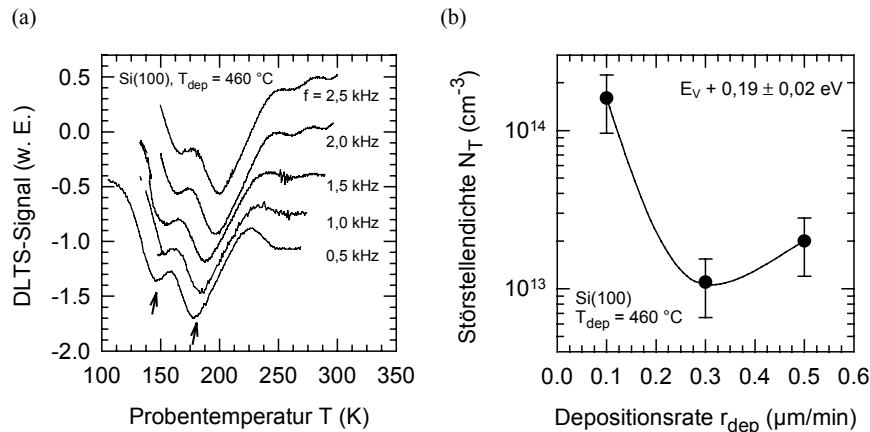 (a)
(b)
DLTS-Signal (w. E.)
0.5
0.0
-0.5
-1.0
-1.5
-2.0
Si(100), T_dep = 460 °C
f = 2,5 kHz
2,0 kHz
1,5 kHz
1,0 kHz
0,5 kHz
100 150 200 250 300 350
Probentemperatur T (K)
Störstellendichte N_T (cm^-3)
10^14
10^13
E_V + 0,19 ± 0,02 eV
Si(100)
T_dep = 460 °C
0.0 0.1 0.2 0.3 0.4 0.5 0.6
Depositionsrate r_dep (µm/min)